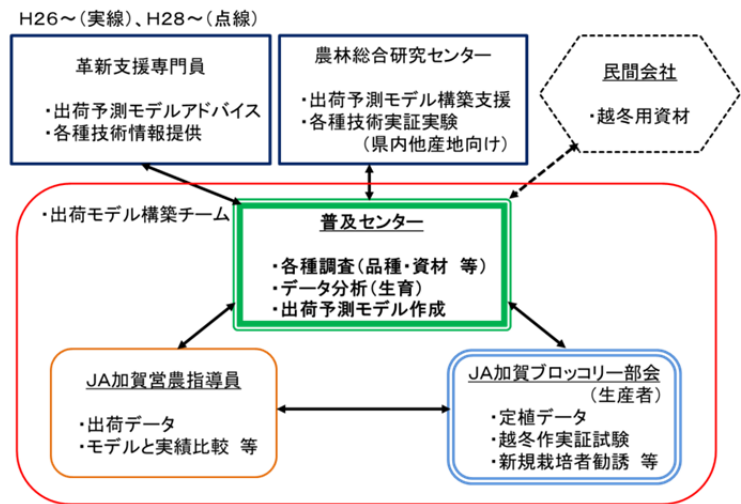 H26~(実線)、H28~(点線)
革新支援専門員
・出荷予測モデルアドバイス
・各種技術情報提供
農林総合研究センター
・出荷予測モデル構築支援
・各種技術実証実験
(県内他産地向け)
民間会社
・越冬用資材
・出荷モデル構築チーム
普及センター
・各種調査(品種・資材 等)
・データ分析(生育)
・出荷予測モデル作成
JA加賀営農指導員
・出荷データ
・モデルと実績比較 等
JA加賀ブロッコリー部会
(生産者)
・定植データ
・越冬作実証試験
・新規栽培者勧誘 等